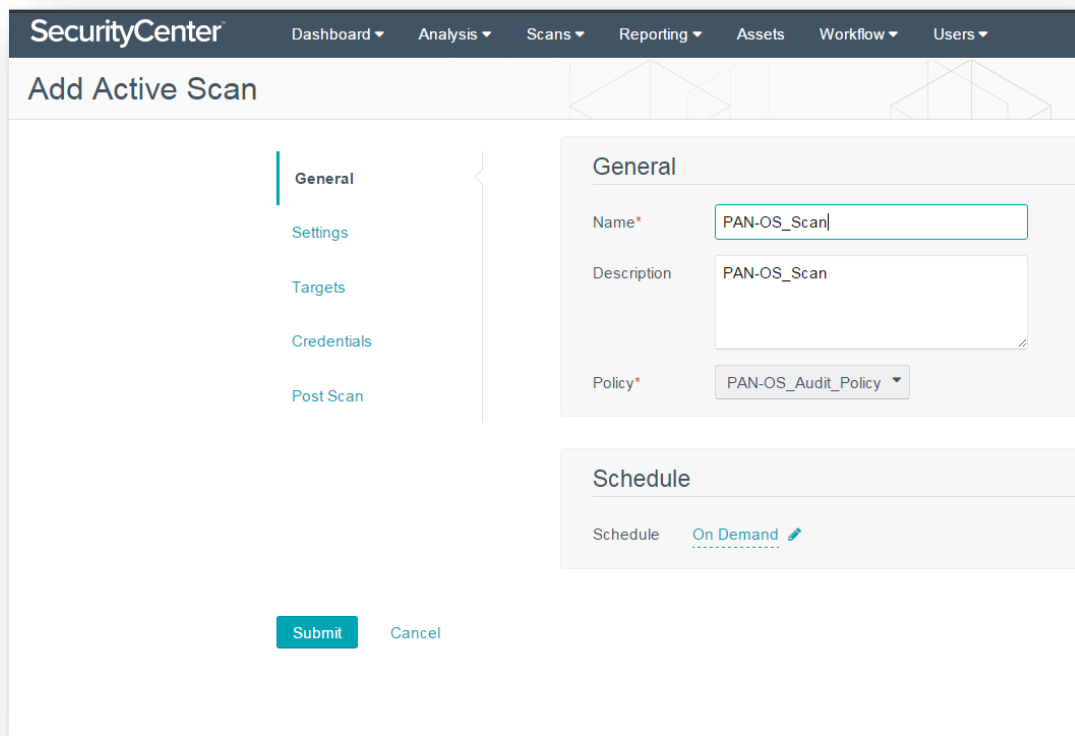 SecurityCenter™ Dashboard Analysis Scans Reporting Assets Workflow Users
Add Active Scan
General
Settings
Targets
Credentials
Post Scan
General
Name* PAN-OS_Scan
Description PAN-OS_Scan
Policy* PAN-OS_Audit_Policy
Schedule
Schedule On Demand
Submit Cancel